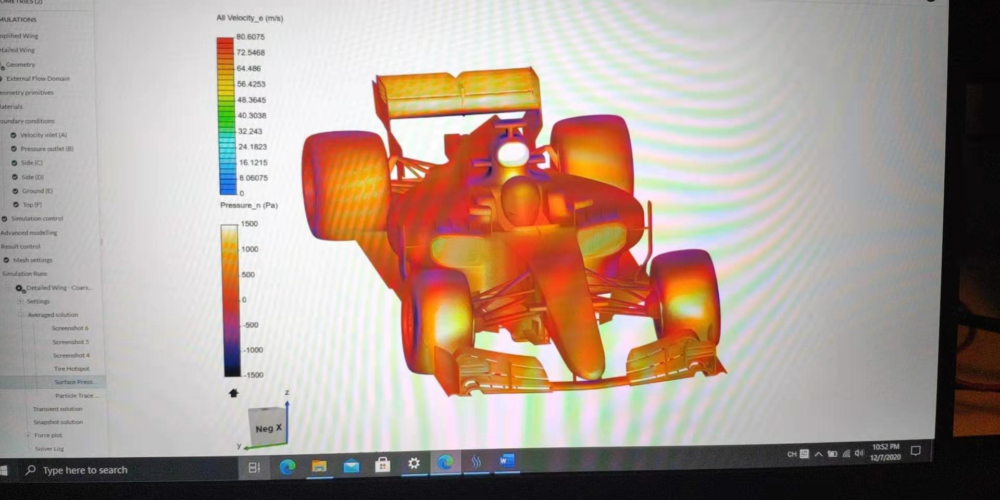 OMETRIES (2)
MULATIONS
mplified Wing
etailed Wing
Geometry
External Flow Domain
eometry primitives
laterials
oundary conditions
Velocity inlet (A)
Pressure outlet (B)
Side (C)
Side (D)
Ground (E)
Top (F)
Simulation control
Advanced modelling
Result control
Mesh settings
Simulation Runs
Detailed Wing - Coars...
Settings
Averaged solution
Screenshot 6
Screenshot 5
Screenshot 4
Tire Hotspot
Surface Press...
Particle Trace ...
Transient solution
Snapshot solution
Force plot
Solver Log
All Velocity_e (m/s)
80.6075
72.5468
64.486
56.4253
48.3645
40.3038
32.243
24.1823
16.1215
8.06075
0
Pressure_n (Pa)
1500
1000
500
0
-500
-1000
-1500
z
Neg X
y
Type here to search
W
CH
10:52 PM
12/7/2020